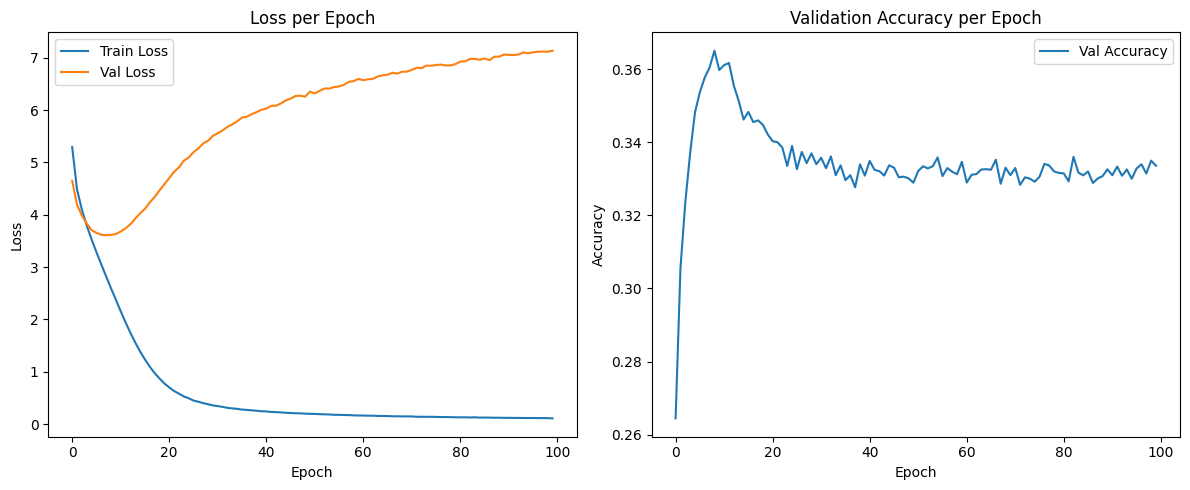 Loss per Epoch
Train Loss
Val Loss
7
6
5
4
3
2
1
0
Loss
0 20 40 60 80 100
Epoch
Validation Accuracy per Epoch
Val Accuracy
0.36
0.34
0.32
0.30
0.28
0.26
Accuracy
0 20 40 60 80 100
Epoch